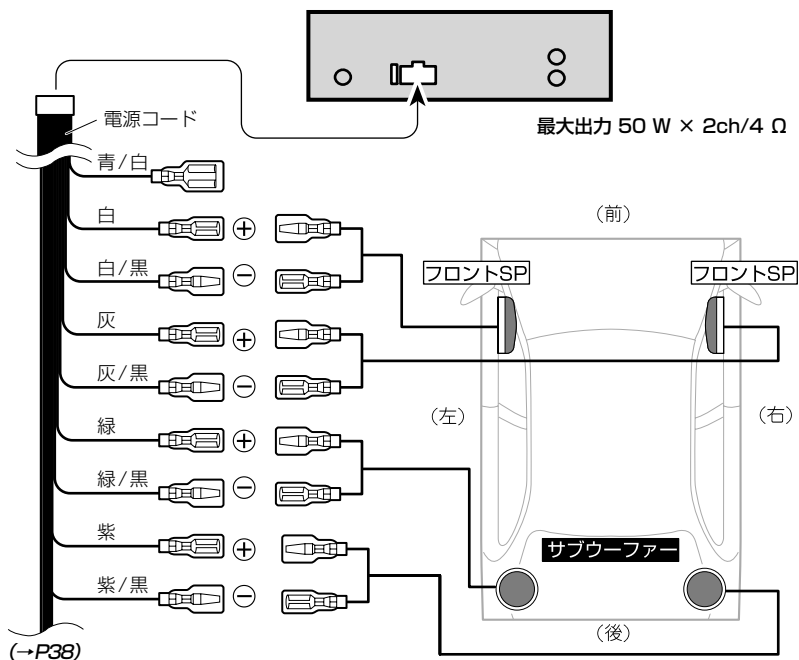 電源コード
最大出力 50 W × 2ch/4 Ω
青/白
白
⊕
白/黒
⊖
灰
⊕
灰/黒
⊖
緑
⊕
緑/黒
⊖
紫
⊕
紫/黒
⊖
(→P38)
(前)
フロントSP
フロントSP
(左)
(右)
サブウーファー
(後)